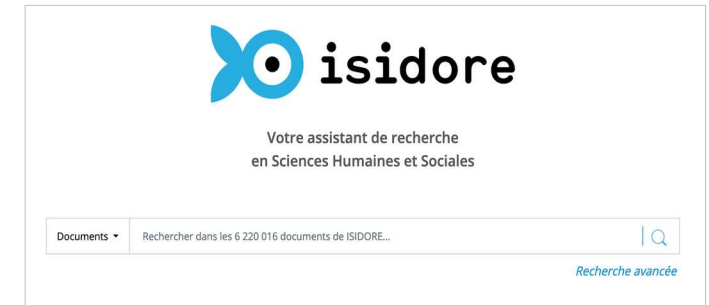 isidore
Votre assistant de recherche
en Sciences Humaines et Sociales
Documents
Rechercher dans les 6 220 016 documents de ISIDORE...
Recherche avancée